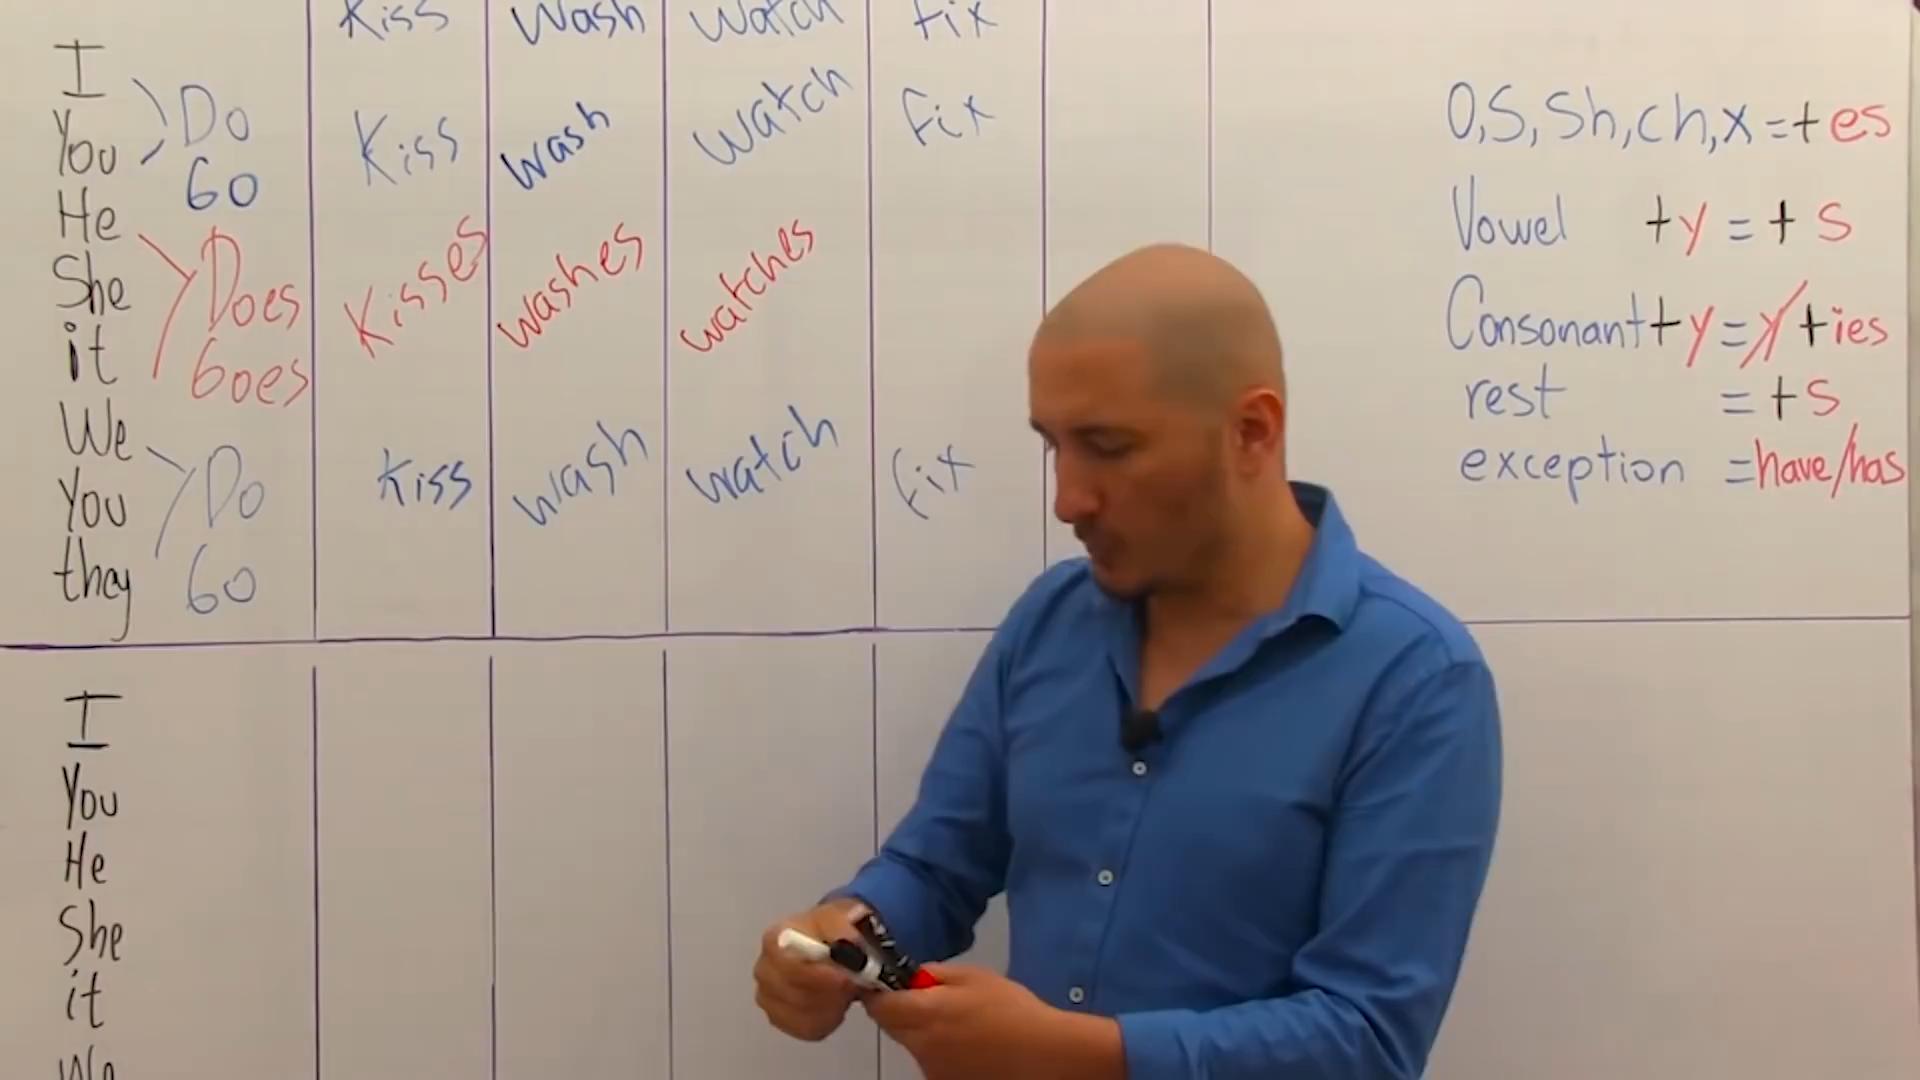 Kiss Wash Watch fix
I
You Do Kiss wash watch fix
Go
He
She Does Kisses washes watches
it Goes
We
You Do Kiss wash watch fix
they Go
O, S, Sh, ch, x = + es
Vowel + y = + s
Consonant + y = y + ies
rest = + s
exception = have/has
I
You
He
She
it
We